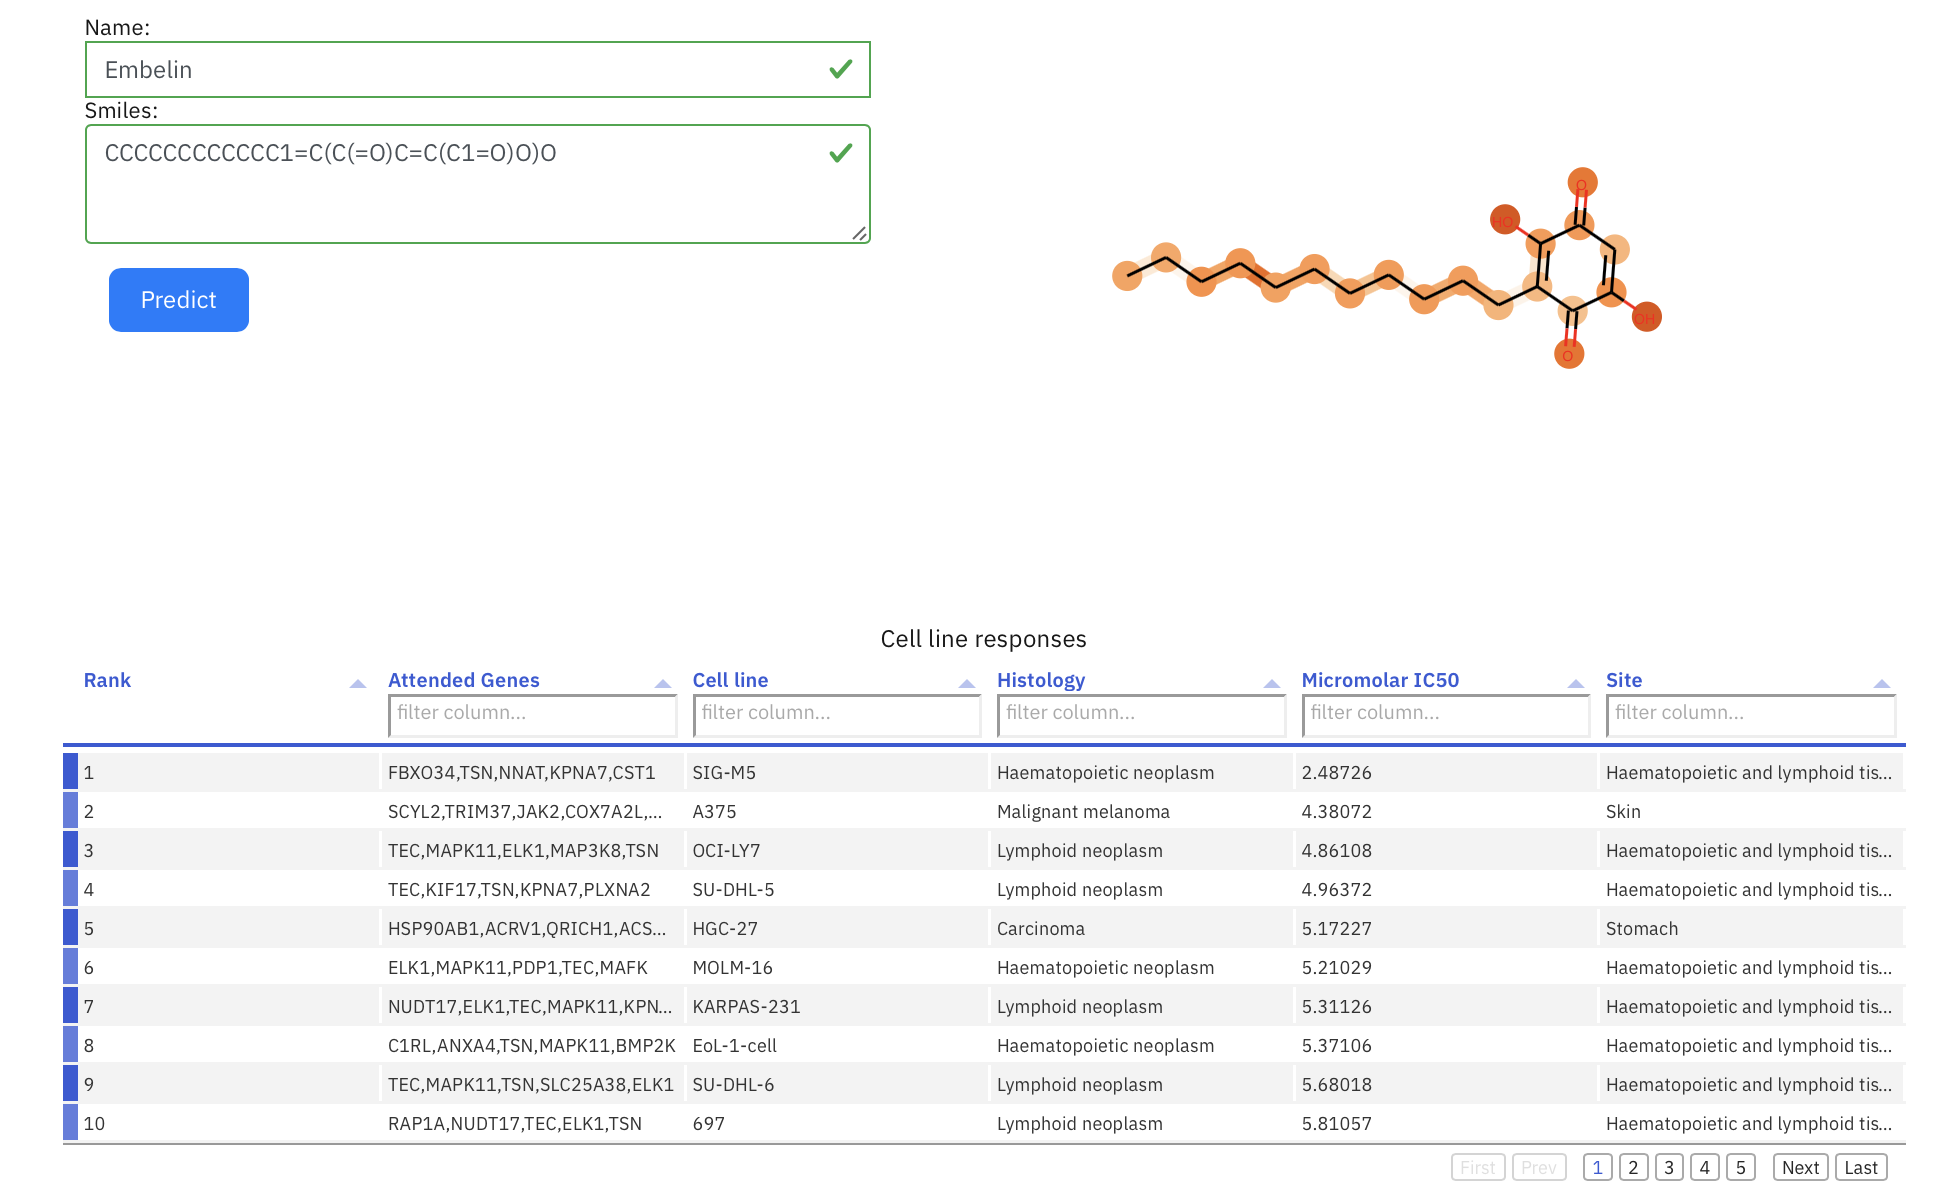 Name:
Embelin
Smiles:
CCCCCCCCCCCC1=C(C(=O)C=C(C1=O)O)O
Predict
O
HO
OH
O
Cell line responses
Rank Attended Genes Cell line Histology Micromolar IC50 Site
filter column... filter column... filter column... filter column... filter column...
1 FBXO34,TSN,NNAT,KPNA7,CST1 SIG-M5 Haematopoietic neoplasm 2.48726 Haematopoietic and lymphoid tis...
2 SCYL2,TRIM37,JAK2,COX7A2L,... A375 Malignant melanoma 4.38072 Skin
3 TEC,MAPK11,ELK1,MAP3K8,TSN OCI-LY7 Lymphoid neoplasm 4.86108 Haematopoietic and lymphoid tis...
4 TEC,KIF17,TSN,KPNA7,PLXNA2 SU-DHL-5 Lymphoid neoplasm 4.96372 Haematopoietic and lymphoid tis...
5 HSP90AB1,ACRV1,QRICH1,ACS... HGC-27 Carcinoma 5.17227 Stomach
6 ELK1,MAPK11,PDP1,TEC,MAFK MOLM-16 Haematopoietic neoplasm 5.21029 Haematopoietic and lymphoid tis...
7 NUDT17,ELK1,TEC,MAPK11,KPN... KARPAS-231 Lymphoid neoplasm 5.31126 Haematopoietic and lymphoid tis...
8 C1RL,ANXA4,TSN,MAPK11,BMP2K EoL-1-cell Haematopoietic neoplasm 5.37106 Haematopoietic and lymphoid tis...
9 TEC,MAPK11,TSN,SLC25A38,ELK1 SU-DHL-6 Lymphoid neoplasm 5.68018 Haematopoietic and lymphoid tis...
10 RAP1A,NUDT17,TEC,ELK1,TSN 697 Lymphoid neoplasm 5.81057 Haematopoietic and lymphoid tis...
First Prev 1 2 3 4 5 Next Last